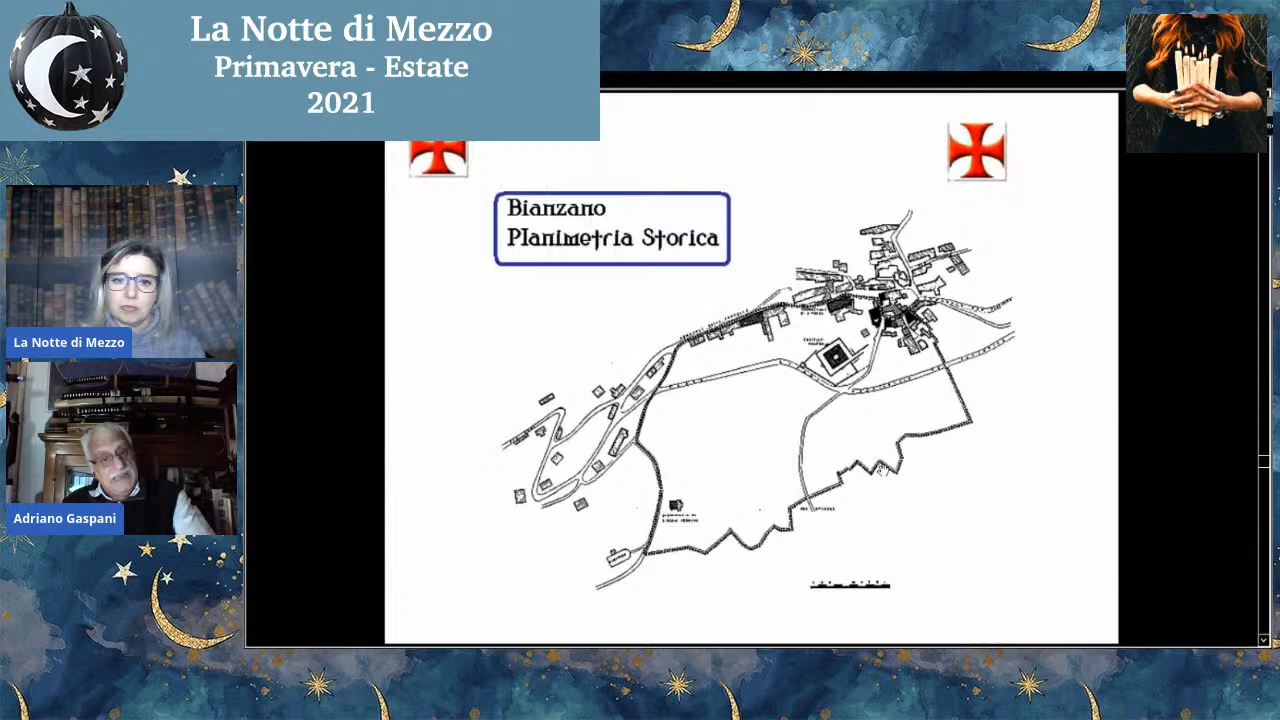 La Notte di Mezzo
Primavera - Estate
2021
Bianzano
Planimetria Storica
La Notte di Mezzo
Adriano Gaspani